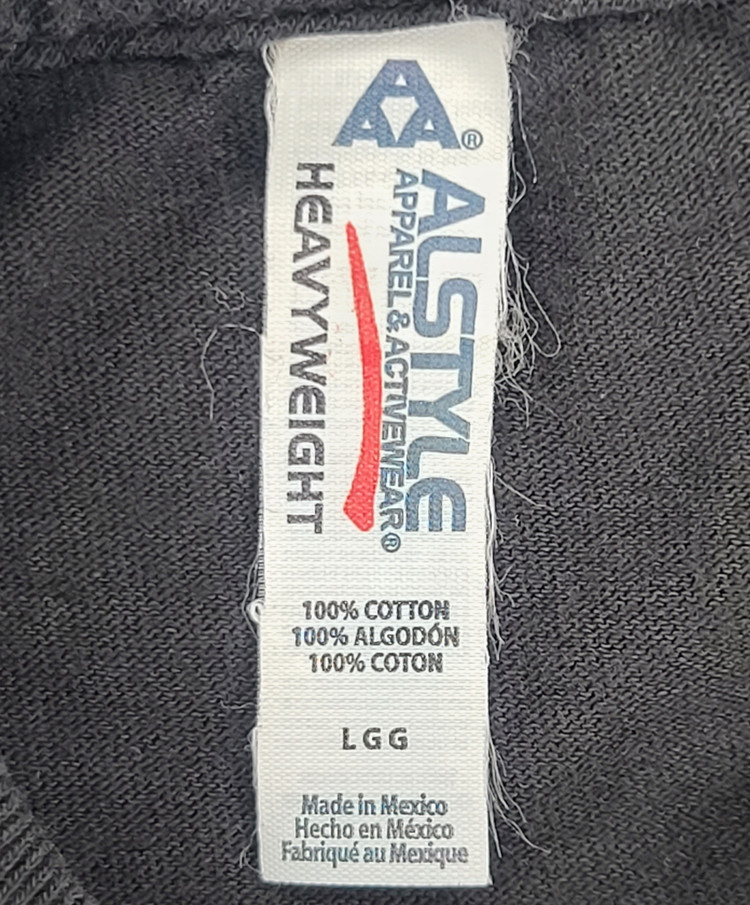 AAA®
ALSTYLE
APPAREL & ACTIVEWEAR®
HEAVYWEIGHT
100% COTTON
100% ALGODÓN
100% COTON
L G G
Made in Mexico
Hecho en México
Fabriqué au Mexique